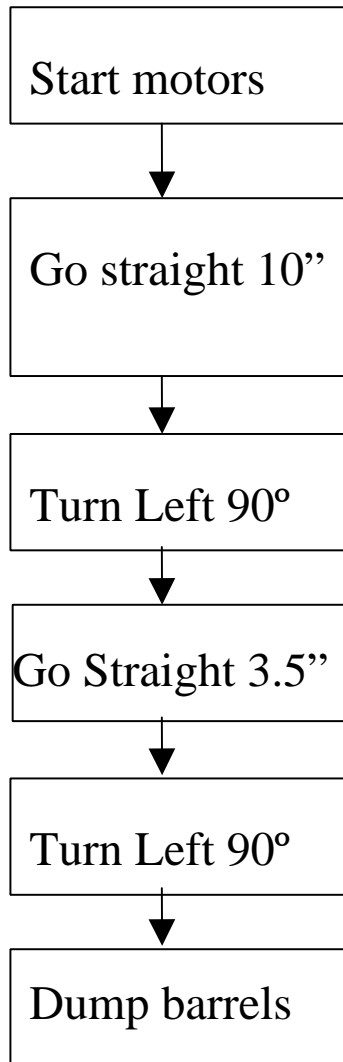 Start motors
Go straight 10”
Turn Left 90º
Go Straight 3.5”
Turn Left 90º
Dump barrels